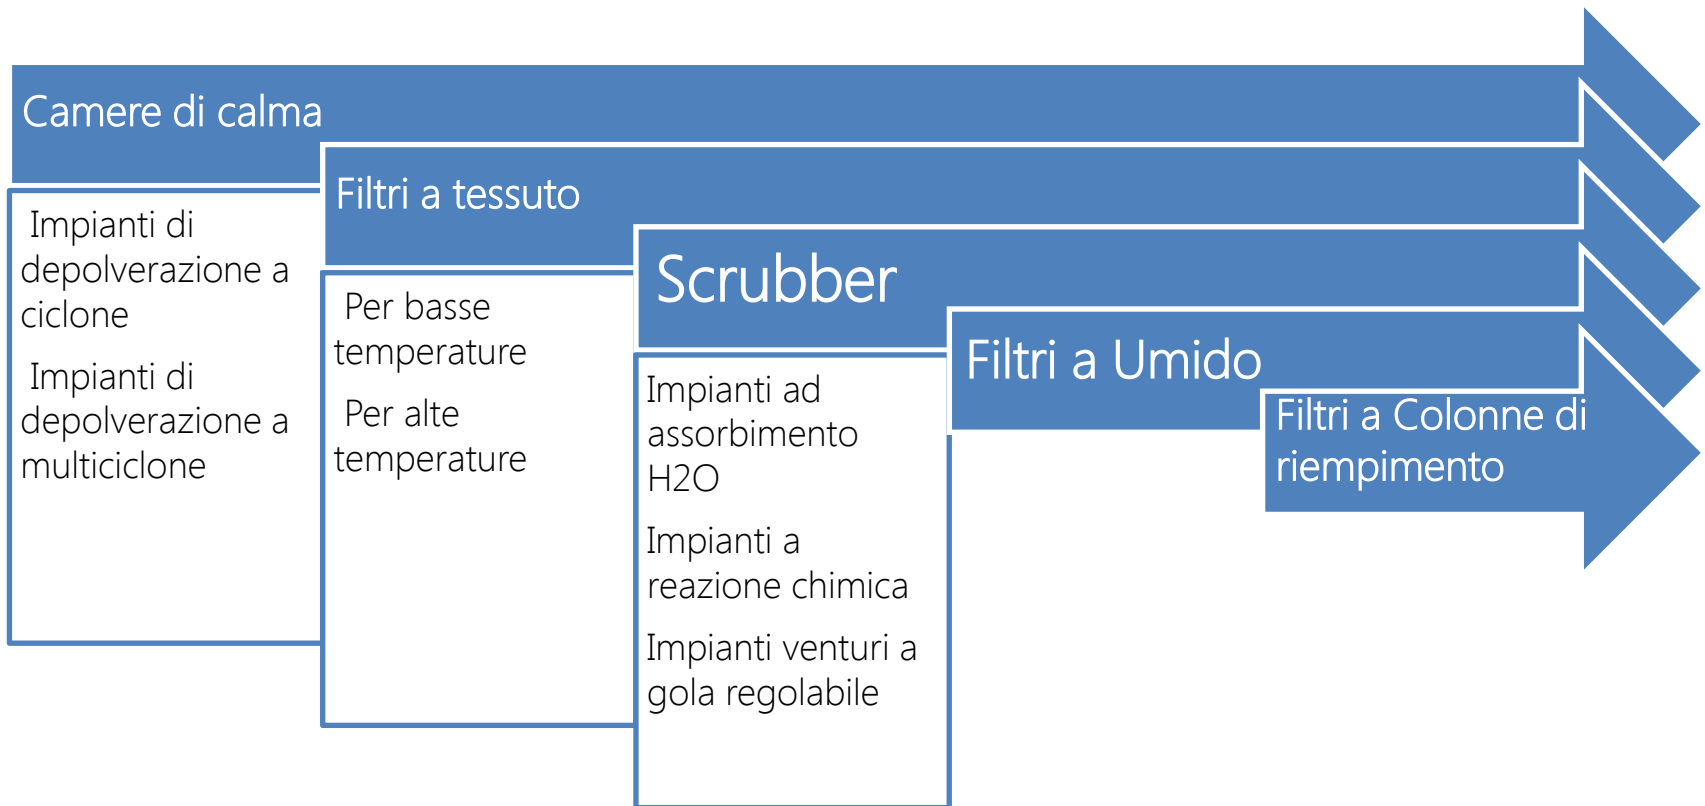 Camere di calma
Impianti di
depolverazione a
ciclone
Impianti di
depolverazione a
multiciclone
Filtri a tessuto
Per basse
temperature
Per alte
temperature
Scrubber
Impianti ad
assorbimento
H2O
Impianti a
reazione chimica
Impianti venturi a
gola regolabile
Filtri a Umido
Filtri a Colonne di
riempimento